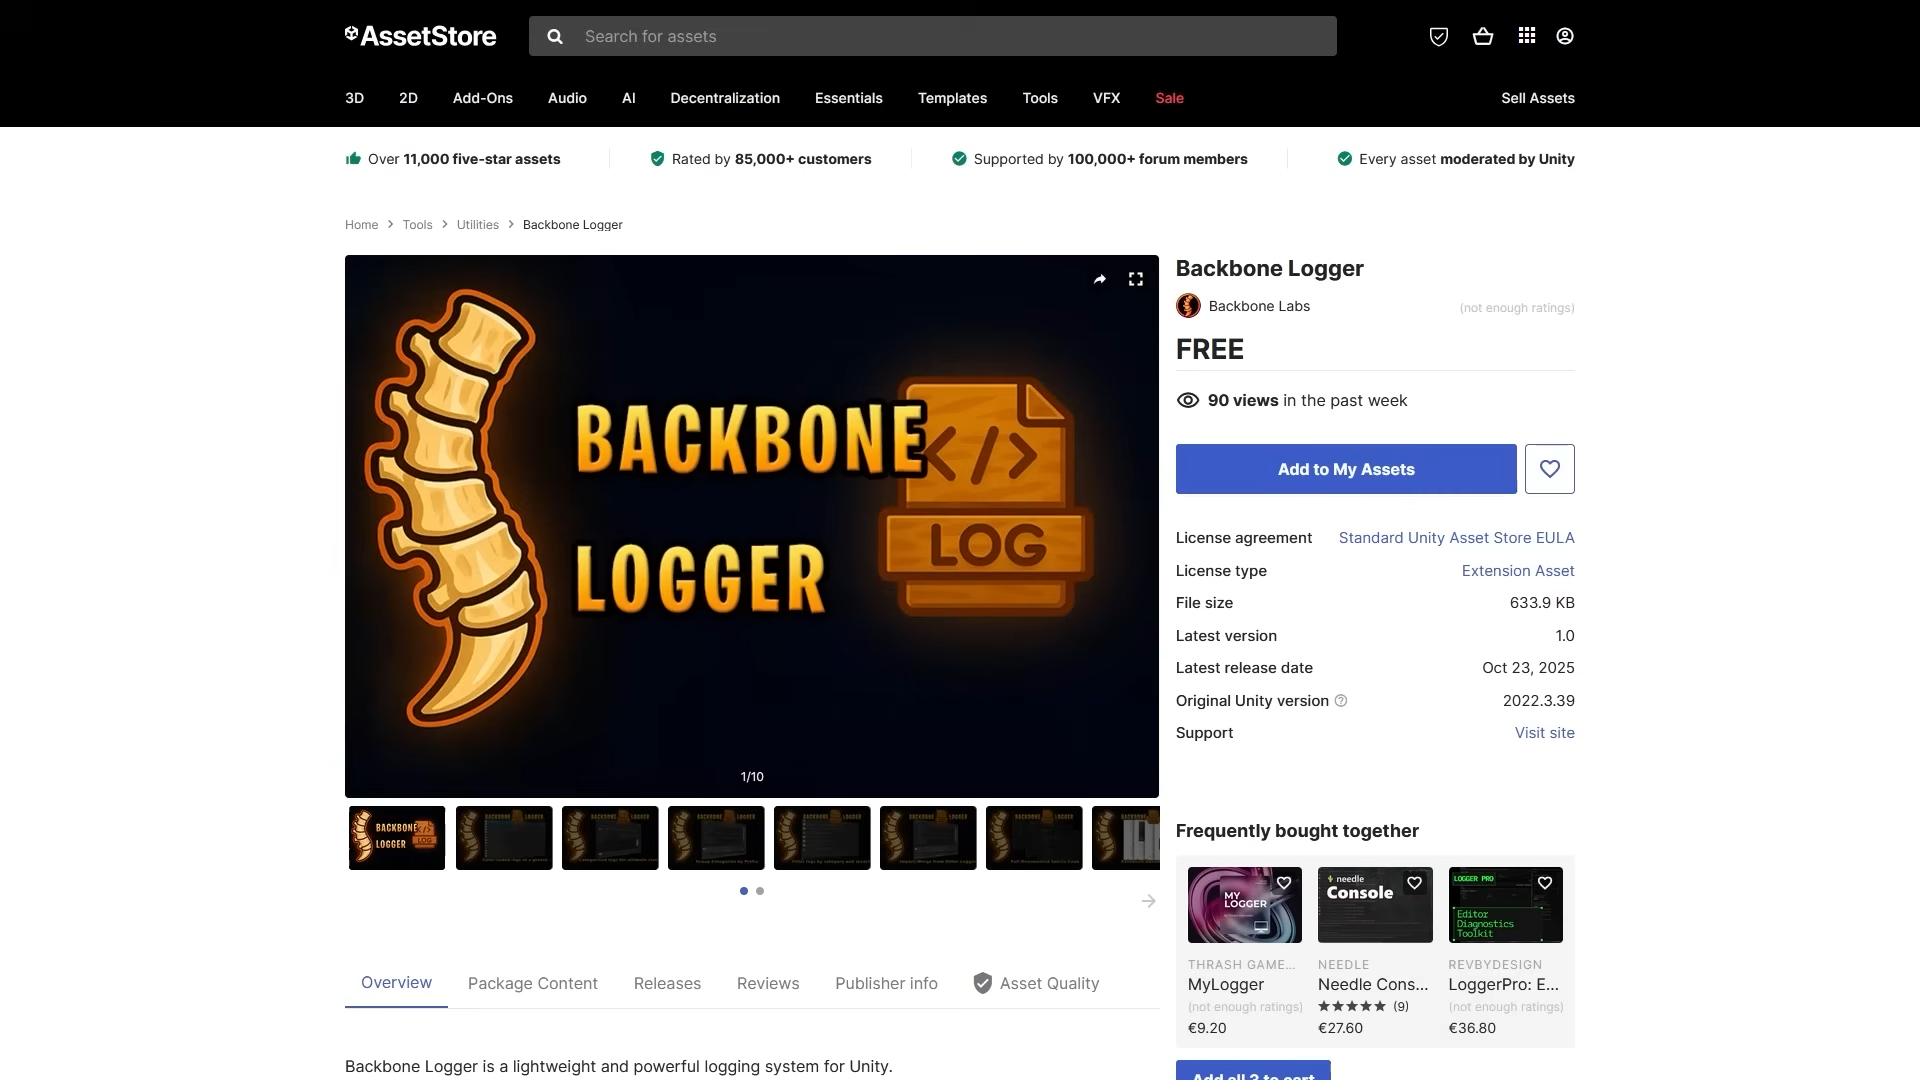 AssetStore
Search for assets
3D 2D Add-Ons Audio AI Decentralization Essentials Templates Tools VFX Sale Sell Assets
Over 11,000 five-star assets
Rated by 85,000+ customers
Supported by 100,000+ forum members
Every asset moderated by Unity
Home > Tools > Utilities > Backbone Logger
BACKBONE
LOGGER
</>
LOG
1/10
BACKBONE
LOGGER
LOG
Backbone Logger
Backbone Labs
(not enough ratings)
FREE
90 views in the past week
Add to My Assets
License agreement Standard Unity Asset Store EULA
License type Extension Asset
File size 633.9 KB
Latest version 1.0
Latest release date Oct 23, 2025
Original Unity version 2022.3.39
Support Visit site
Frequently bought together
MY
LOGGER
needle
Console
LOGGER PRO
Editor
Diagnostics
Toolkit
THRASH GAME...
MyLogger
(not enough ratings)
€9.20
NEEDLE
Needle Cons...
(9)
€27.60
REVBYDESIGN
LoggerPro: E...
(not enough ratings)
€36.80
Add all 3 to cart
Overview Package Content Releases Reviews Publisher info Asset Quality
Backbone Logger is a lightweight and powerful logging system for Unity.